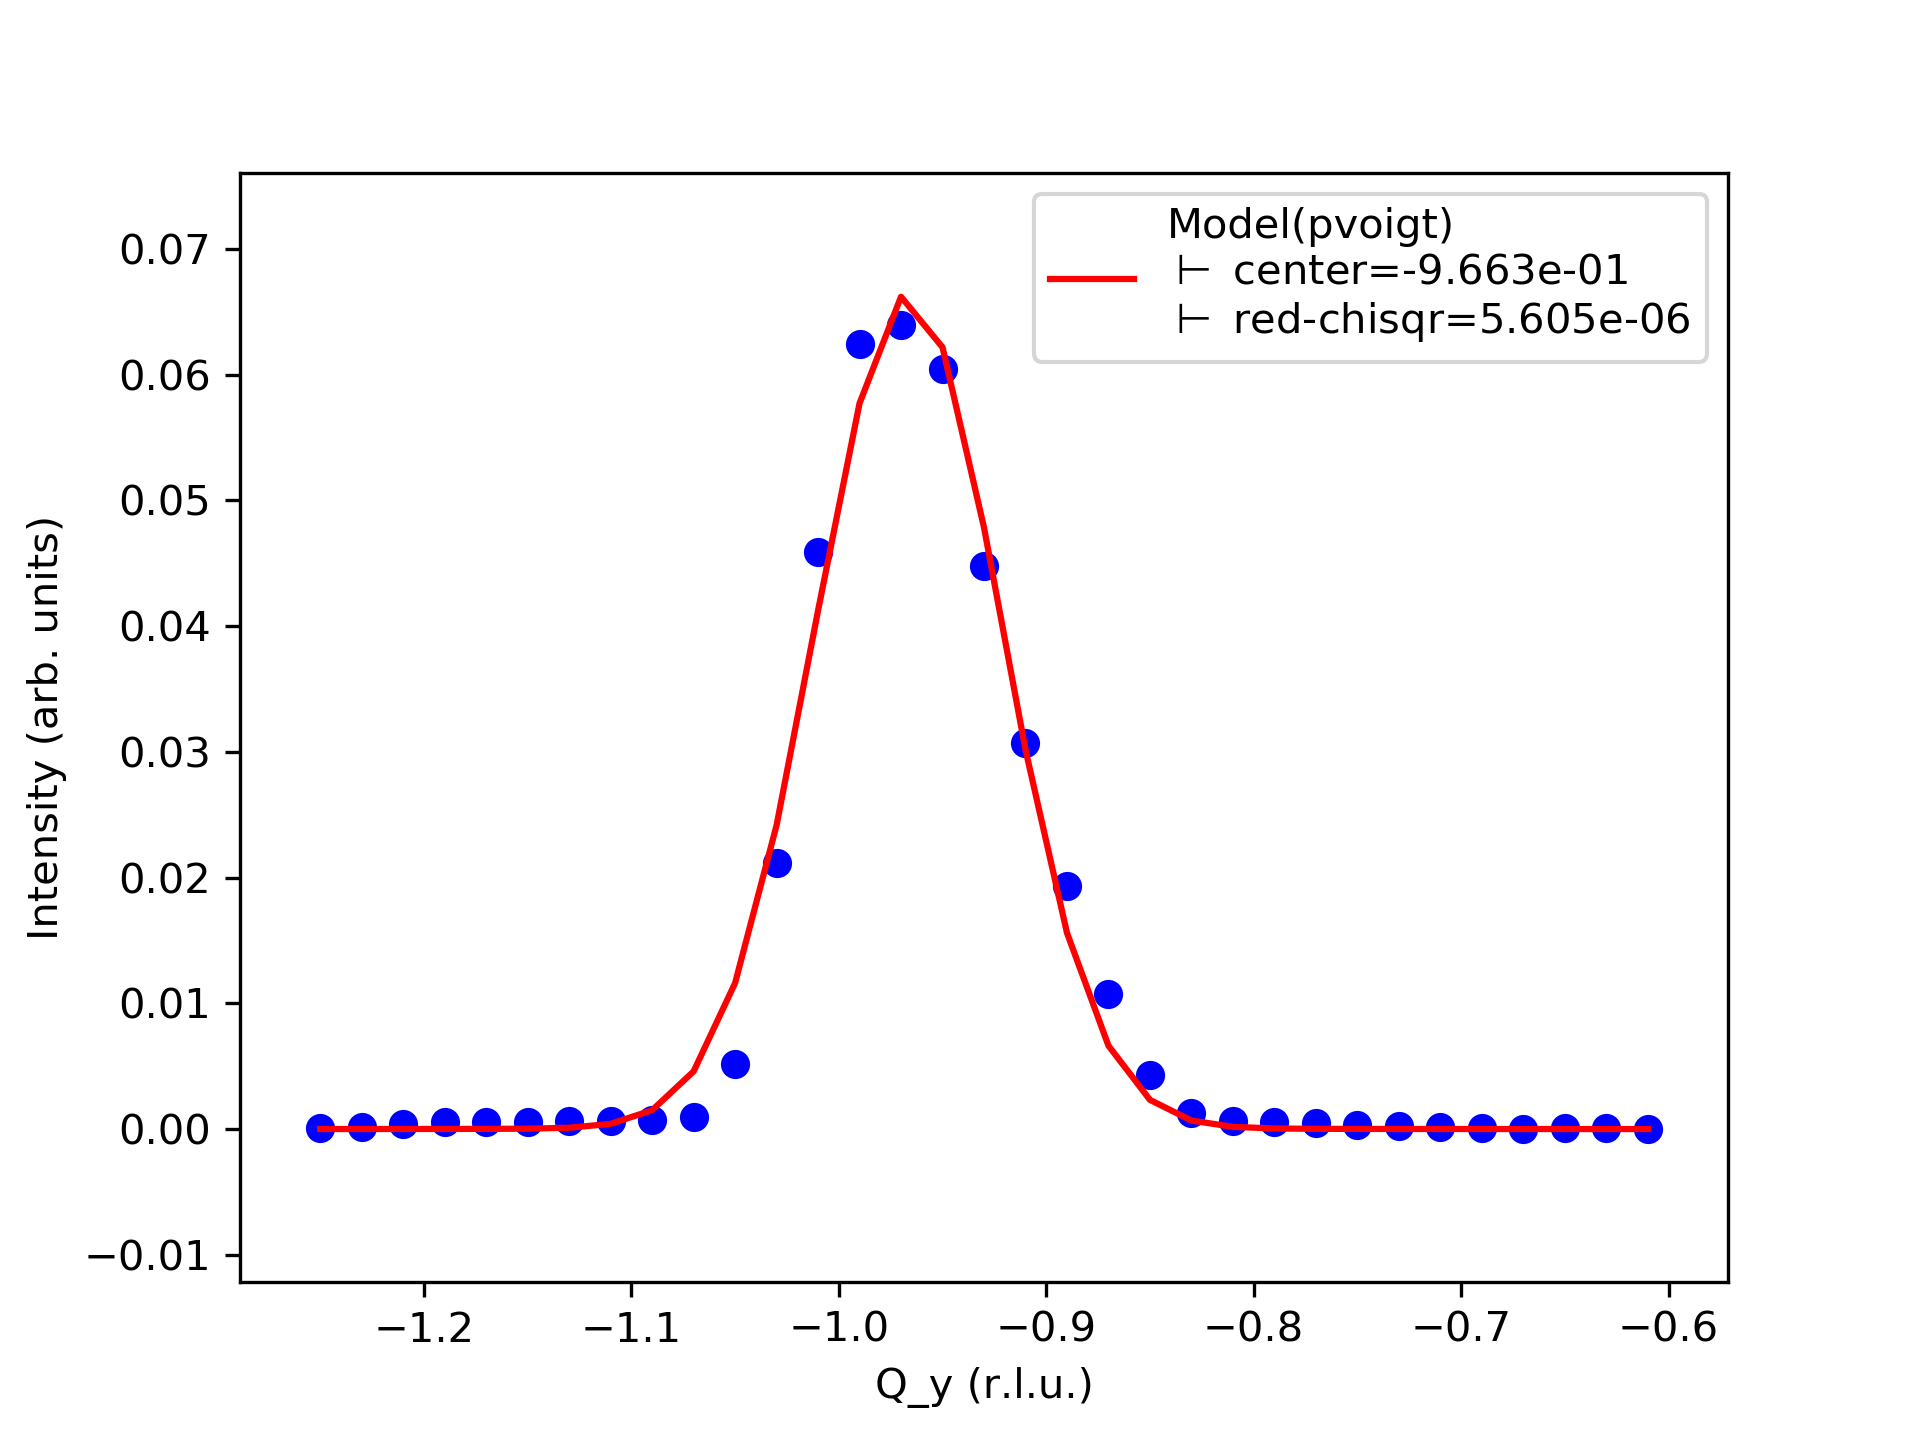 Model(pvoigt)
⊢ center=-9.663e-01
⊢ red-chisqr=5.605e-06
0.07
0.06
0.05
0.04
0.03
0.02
0.01
0.00
−0.01
Intensity (arb. units)
−1.2 −1.1 −1.0 −0.9 −0.8 −0.7 −0.6
Q_y (r.l.u.)